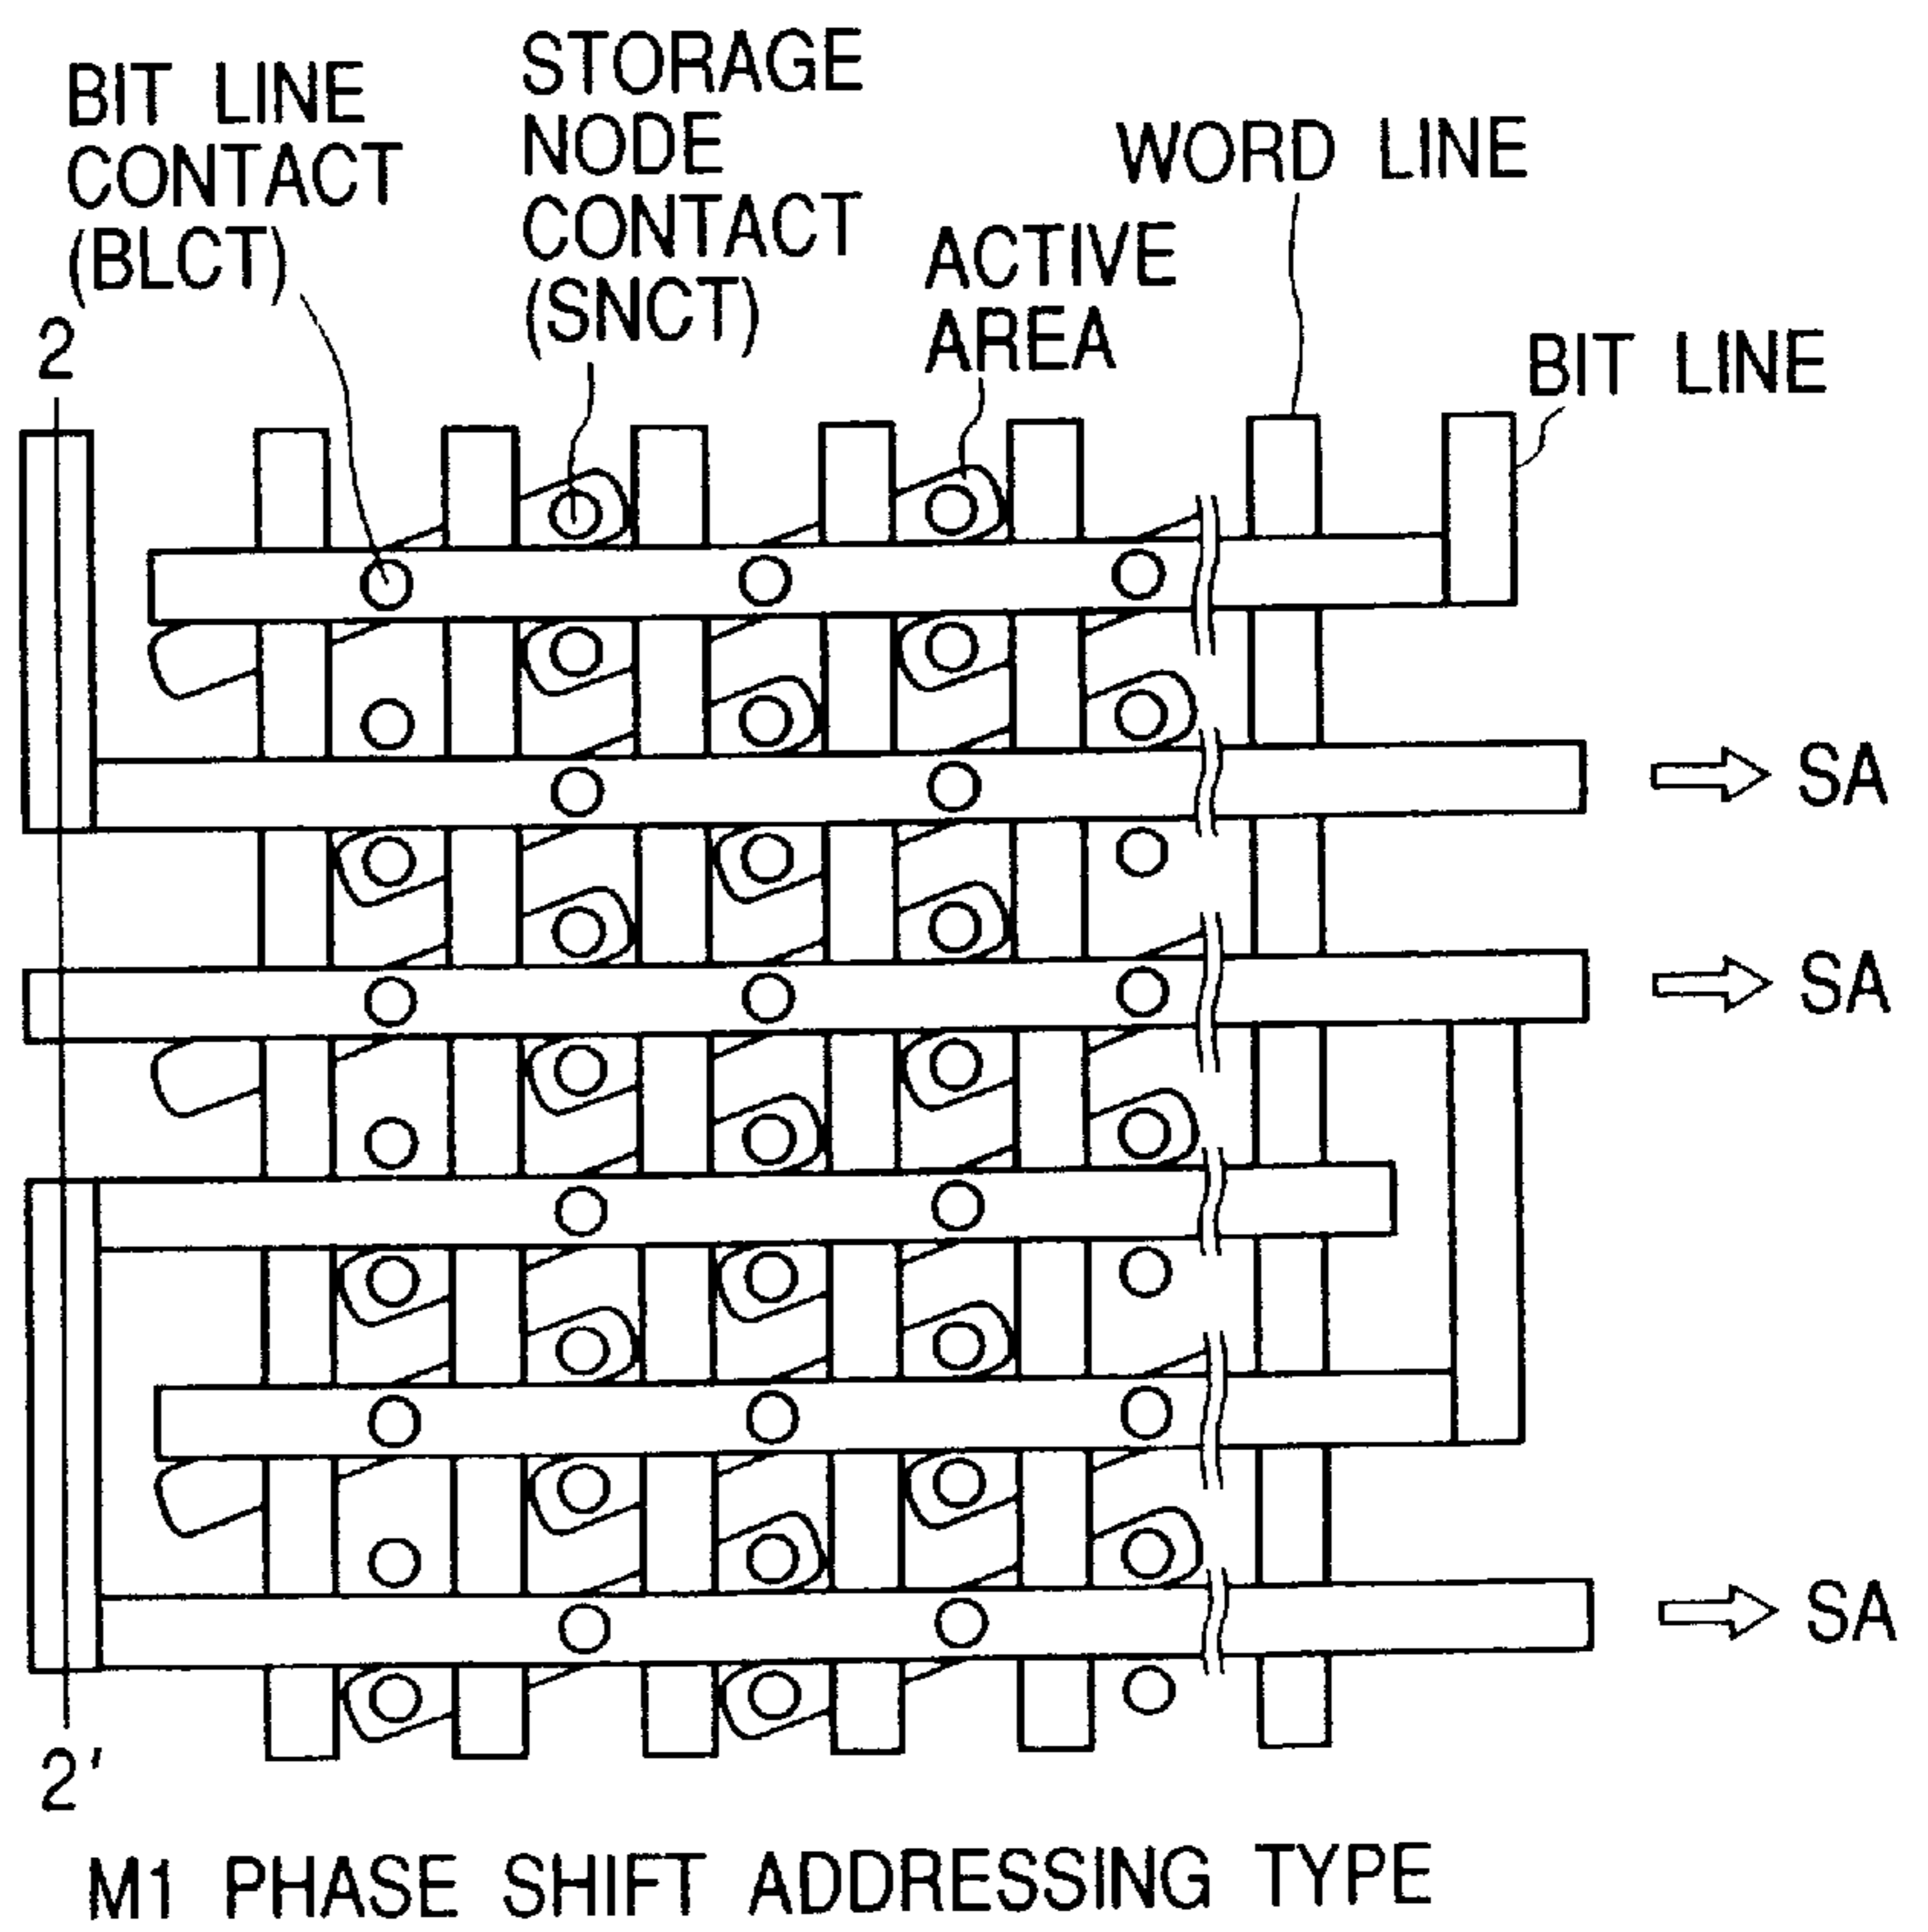 BIT LINE
CONTACT
(BLCT)
STORAGE
NODE
CONTACT
(SNCT)
ACTIVE
AREA
WORD LINE
BIT LINE
2
SA
SA
SA
2'
M1 PHASE SHIFT ADDRESSING TYPE